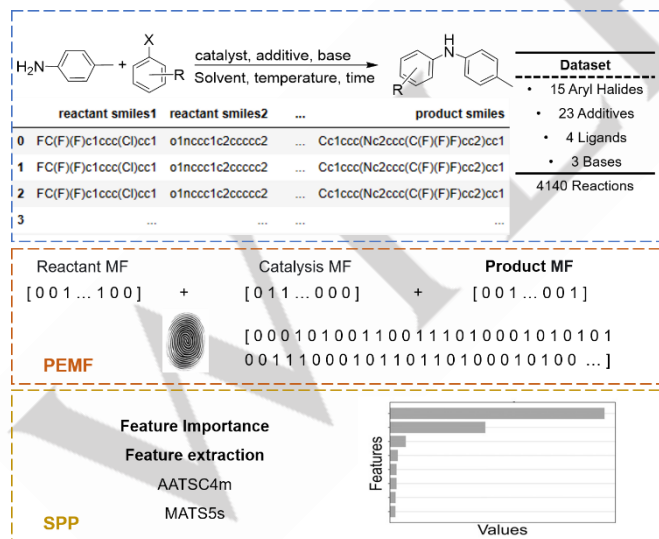 H₂N
+
X
R
catalyst, additive, base
Solvent, temperature, time
H
N
R
Dataset
• 15 Aryl Halides
• 23 Additives
• 4 Ligands
• 3 Bases
4140 Reactions
reactant smiles1 reactant smiles2 ... product smiles
0 FC(F)(F)c1ccc(Cl)cc1 o1nccc1c2ccccc2 ... Cc1ccc(Nc2ccc(C(F)(F)F)cc2)cc1
1 FC(F)(F)c1ccc(Cl)cc1 o1nccc1c2ccccc2 ... Cc1ccc(Nc2ccc(C(F)(F)F)cc2)cc1
2 FC(F)(F)c1ccc(Cl)cc1 o1nccc1c2ccccc2 ... Cc1ccc(Nc2ccc(C(F)(F)F)cc2)cc1
3 ... ... ... ...
Reactant MF Catalysis MF Product MF
[ 0 0 1 ... 1 0 0 ] + [ 0 1 1 ... 0 0 0 ] + [ 0 0 1 ... 0 0 1 ]
[ 0 0 0 1 0 1 0 0 1 1 0 0 1 1 1 0 1 0 0 0 1 0 1 0 1 0 1
0 0 1 1 1 0 0 0 1 0 1 1 0 1 1 0 1 0 0 0 1 0 1 0 0 ... ]
PEMF
Feature Importance
Feature extraction
AATSC4m
MATS5s
SPP
Features
Values